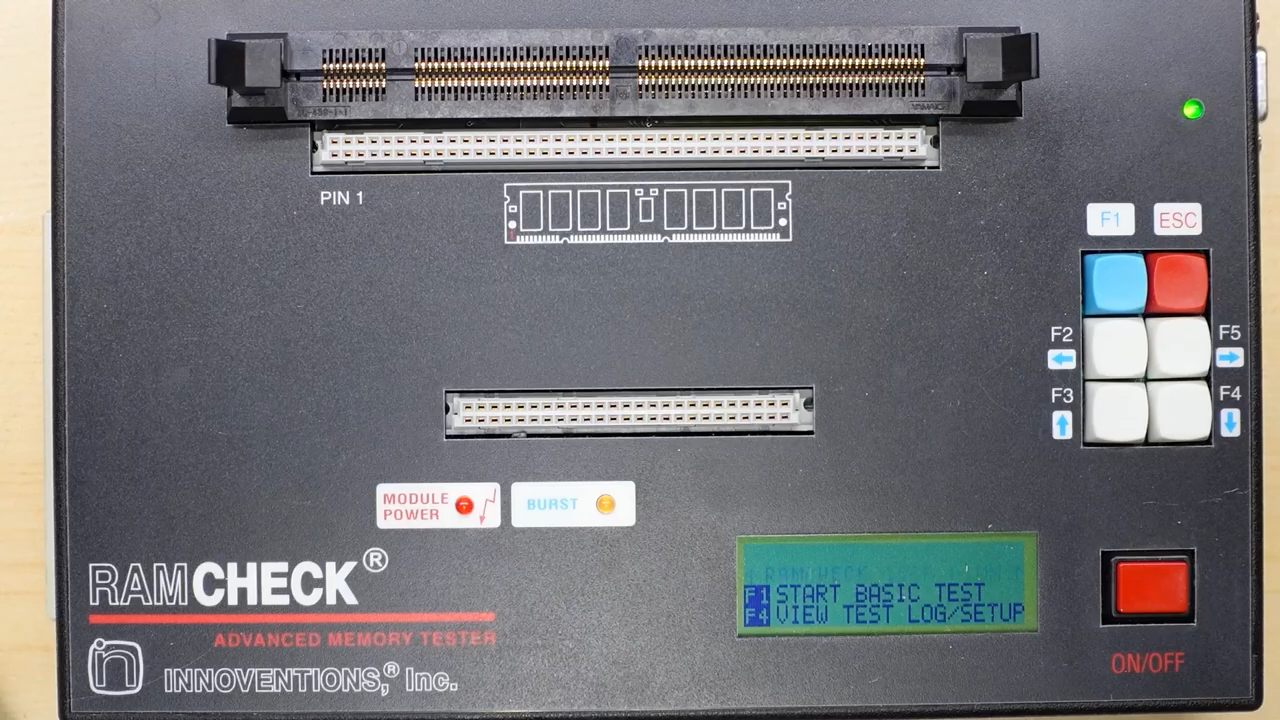 PIN 1
F1 ESC
F2 F5
F3 F4
MODULE
POWER
BURST
RAMCHECK®
ADVANCED MEMORY TESTER
INNOVENTIONS,® Inc.
RAMCHECK
F1 START BASIC TEST
F4 VIEW TEST LOG/SETUP
ON/OFF